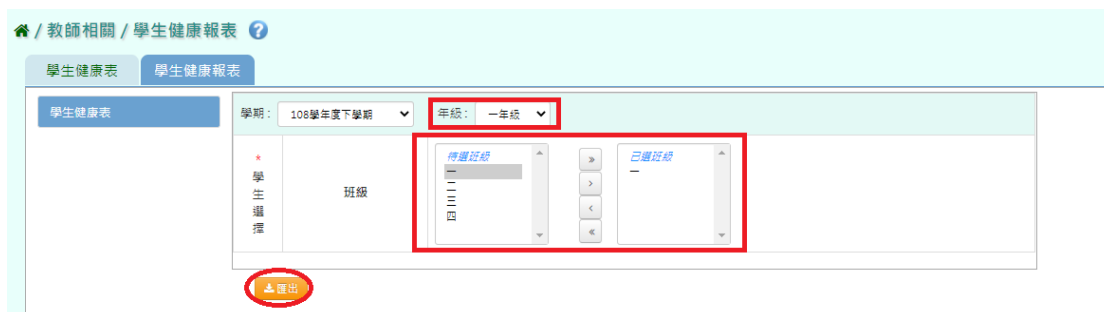 / 教師相關 / 學生健康報表 ?
學生健康表 學生健康報表
學生健康表
學期： 108學年度下學期 年級： 一年級
* 學生選擇
班級
待選班級
一
二
三
四
» › ‹ «
已選班級
一
匯出